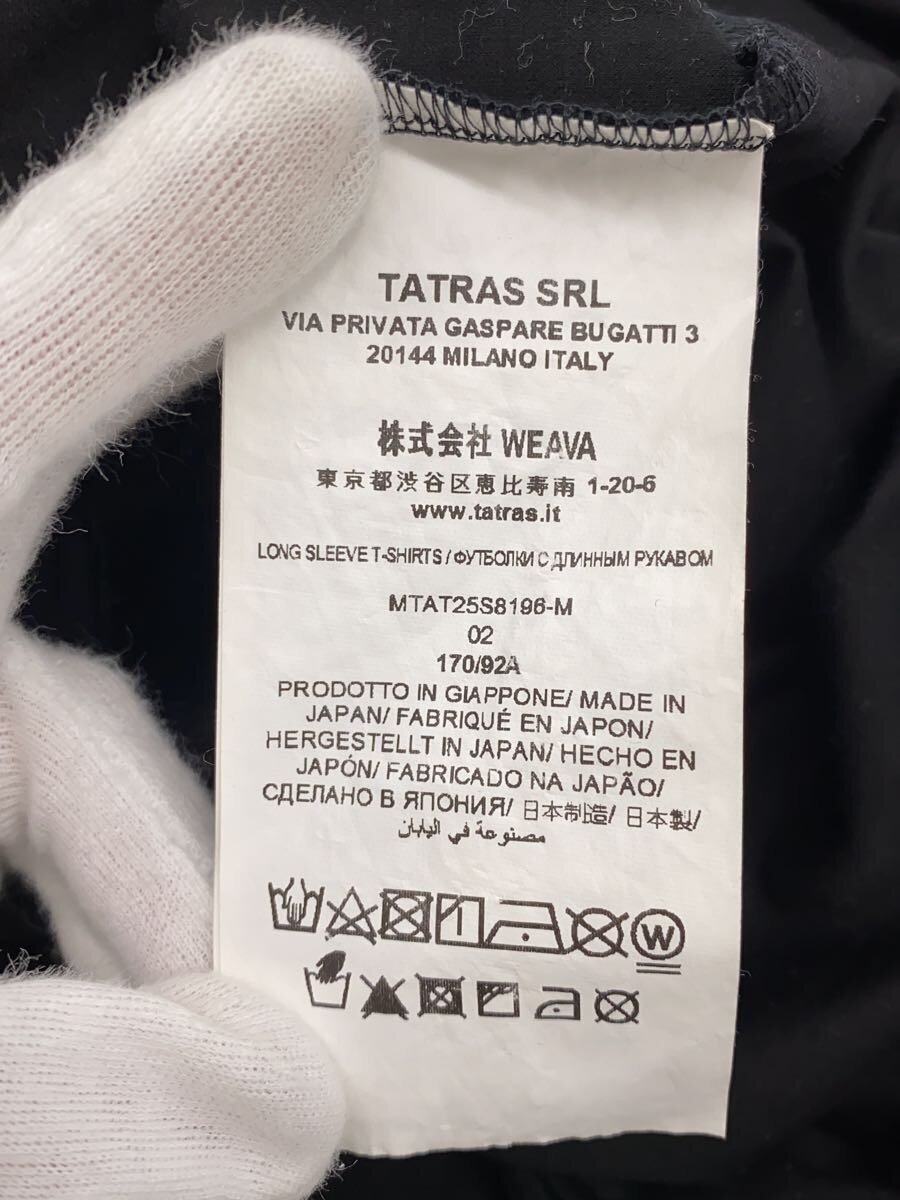 TATRAS SRL
VIA PRIVATA GASPARE BUGATTI 3
20144 MILANO ITALY
株式会社 WEAVA
東京都渋谷区恵比寿南 1-20-6
www.tatras.it
LONG SLEEVE T-SHIRTS / ФУТБОЛКИ С ДЛИННЫМ РУКАВОМ
MTAT25S8196-M
02
170/92A
PRODOTTO IN GIAPPONE/ MADE IN
JAPAN/ FABRIQUÉ EN JAPON/
HERGESTELLT IN JAPAN/ HECHO EN
JAPÓN/ FABRICADO NA JAPÃO/
СДЕЛАНО В ЯПОНИЯ/ 日本制造/ 日本製/
مصنوعة في اليابان
W